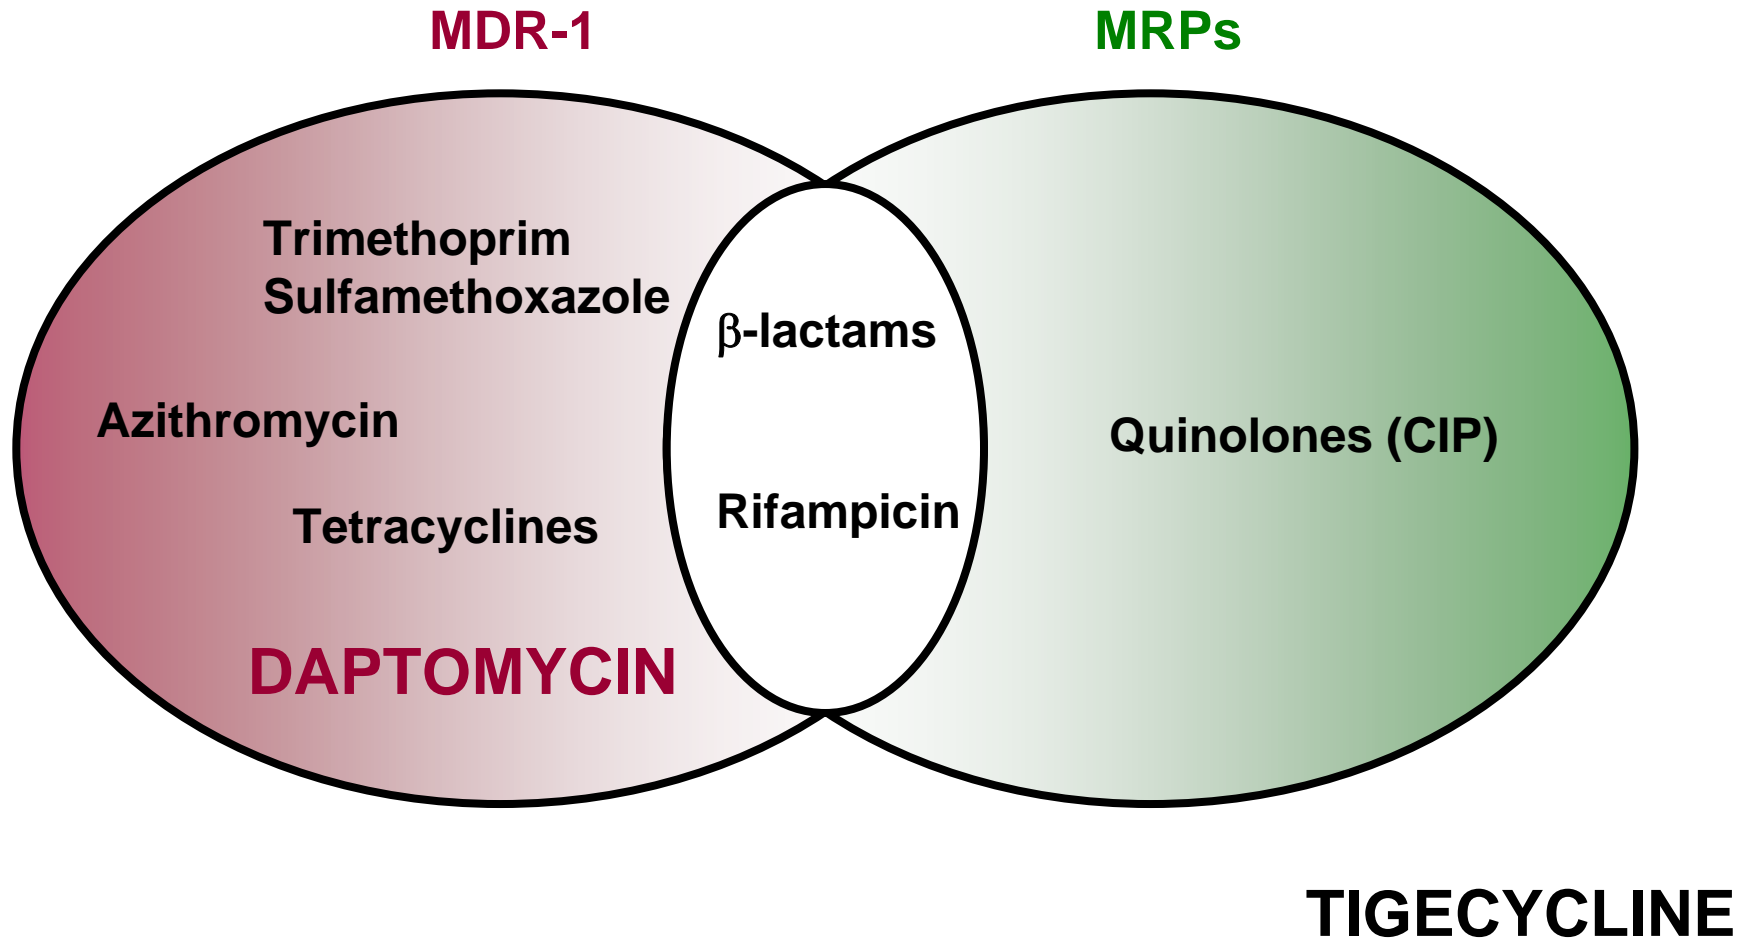 MDR-1
MRPs
Trimethoprim
Sulfamethoxazole
β-lactams
Azithromycin
Quinolones (CIP)
Rifampicin
Tetracyclines
DAPTOMYCIN
TIGECYCLINE